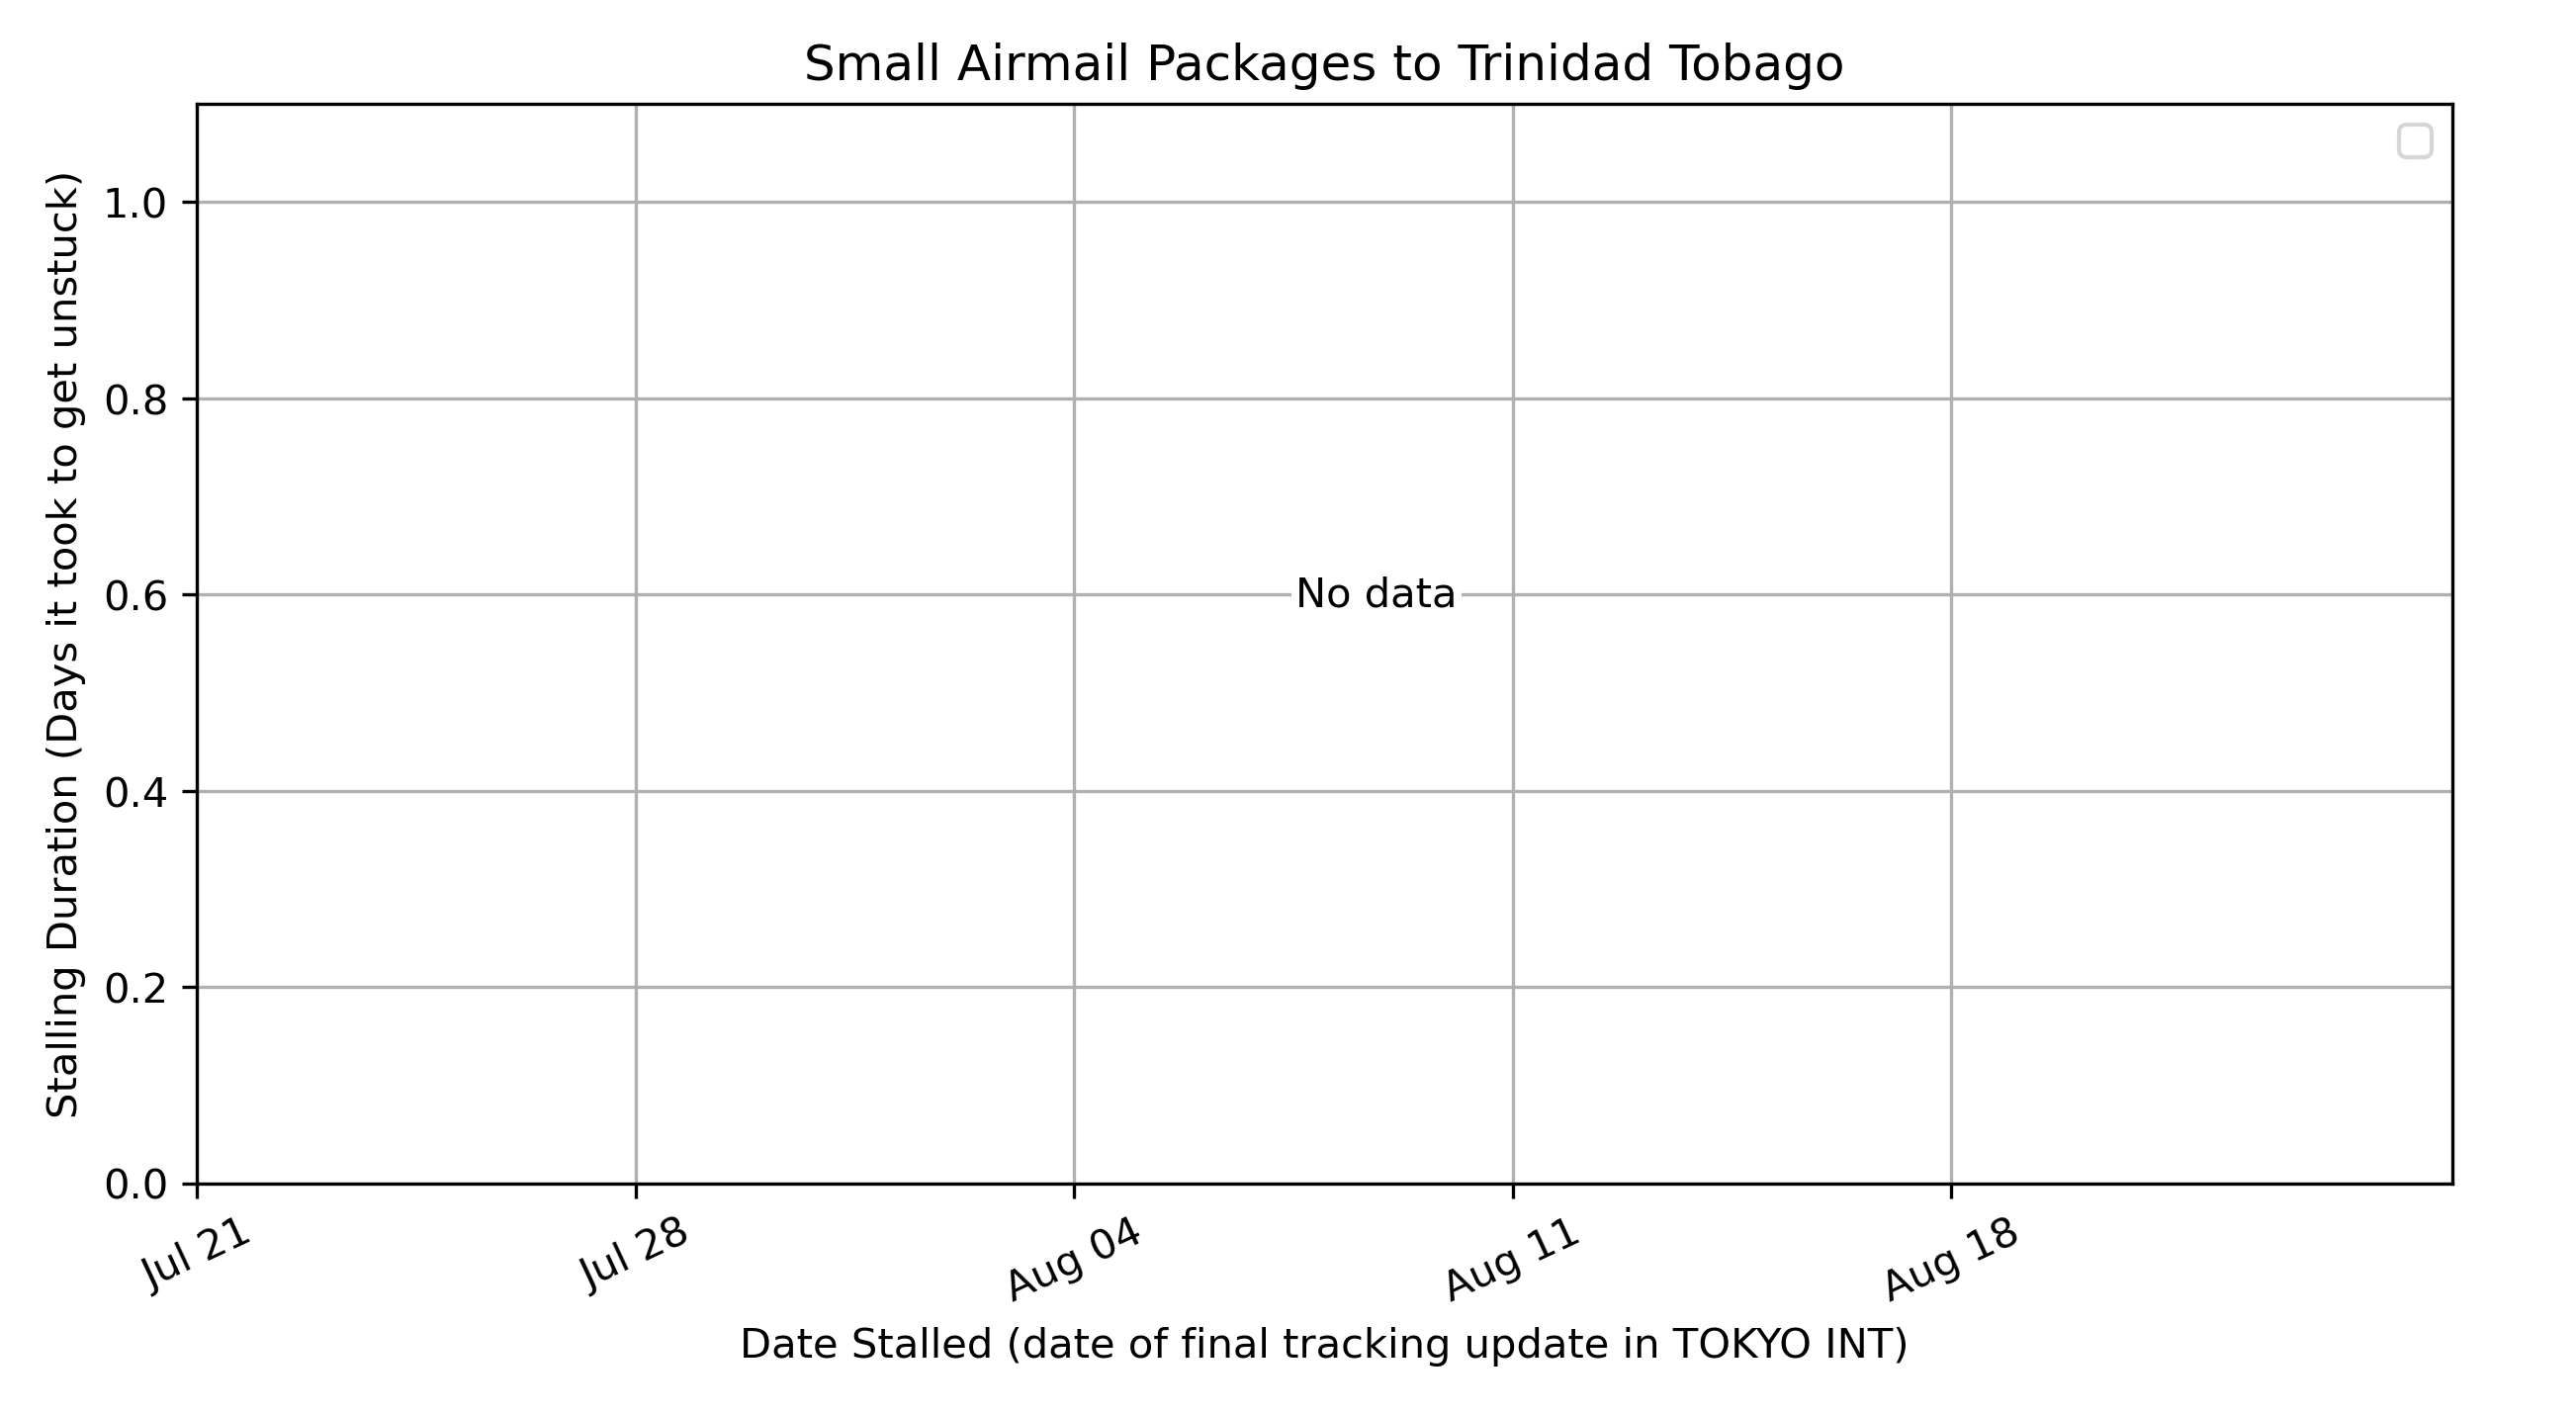 Small Airmail Packages to Trinidad Tobago
Stalling Duration (Days it took to get unstuck)
1.0
0.8
0.6
0.4
0.2
0.0
No data
Jul 21
Jul 28
Aug 04
Aug 11
Aug 18
Date Stalled (date of final tracking update in TOKYO INT)